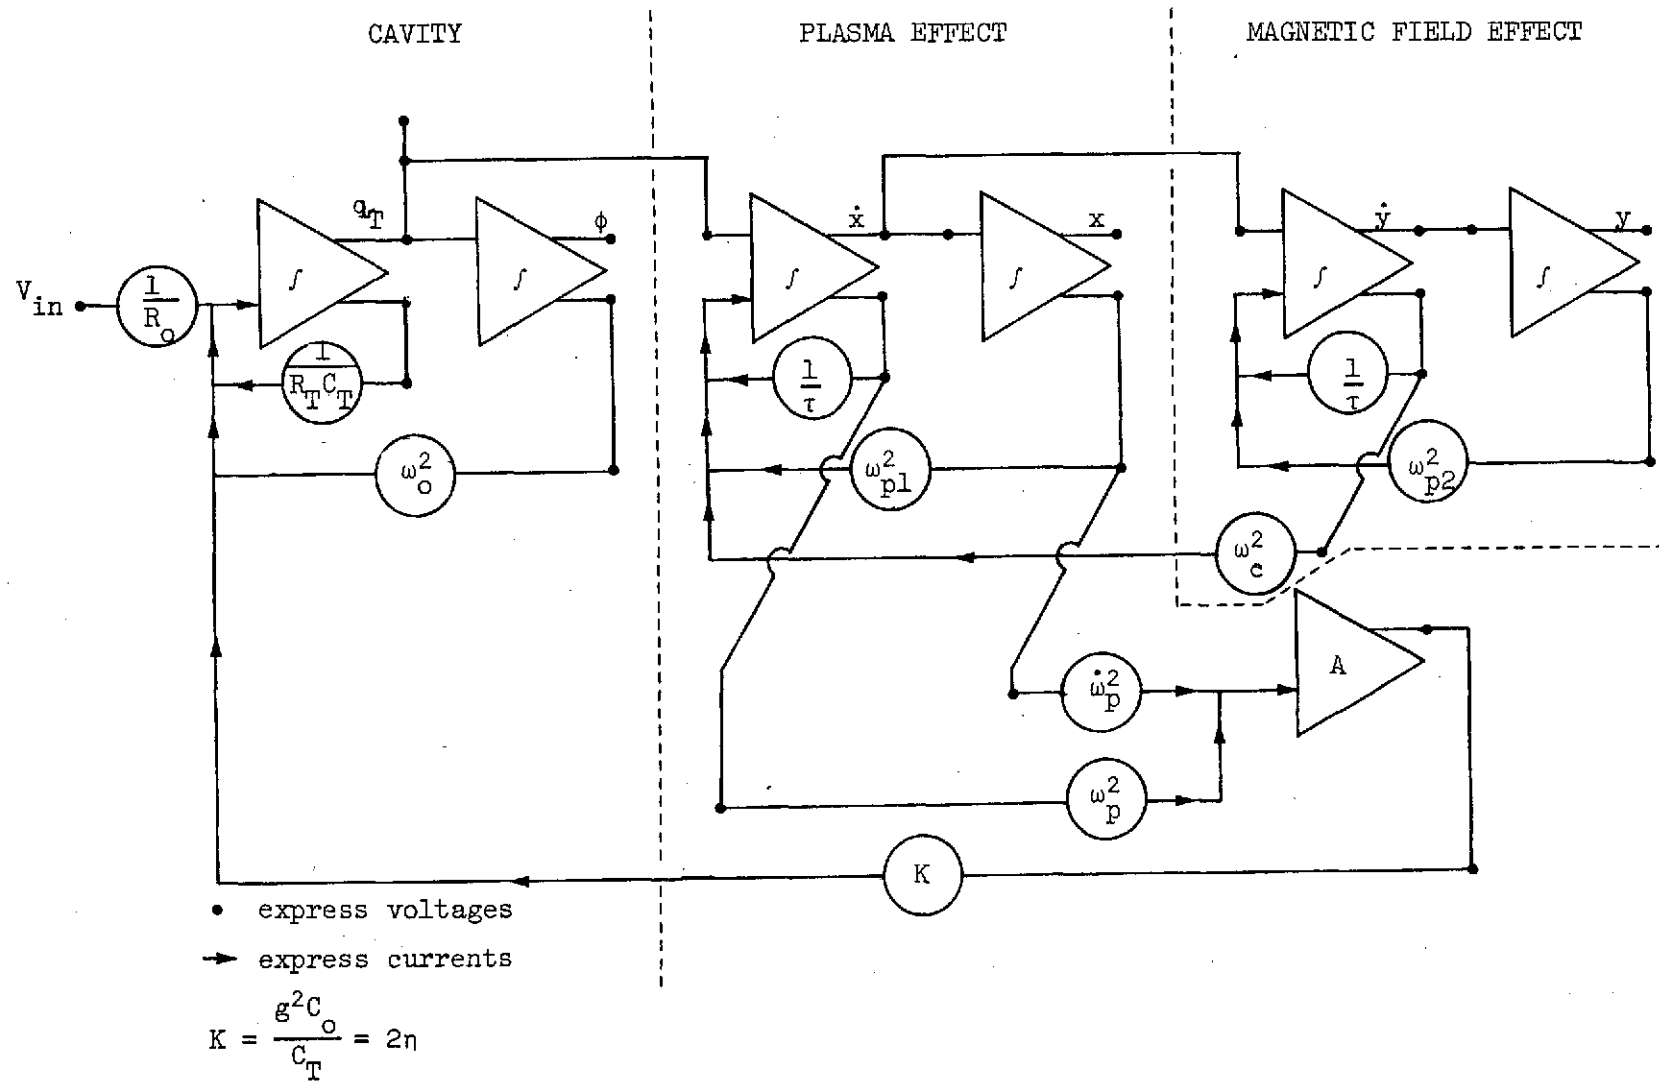 CAVITY
PLASMA EFFECT
MAGNETIC FIELD EFFECT
V_in
1/R_o
∫
q_T
∫
ϕ
1/(R_T C_T)
ω_o^2
∫
ẋ
∫
x
1/τ
ω_p1^2
∫
ẏ
∫
y
1/τ
ω_p2^2
ω_c^2
A
ω̇_p^2
ω_p^2
K
• express voltages
→ express currents
K = g^2 C_o / C_T = 2η